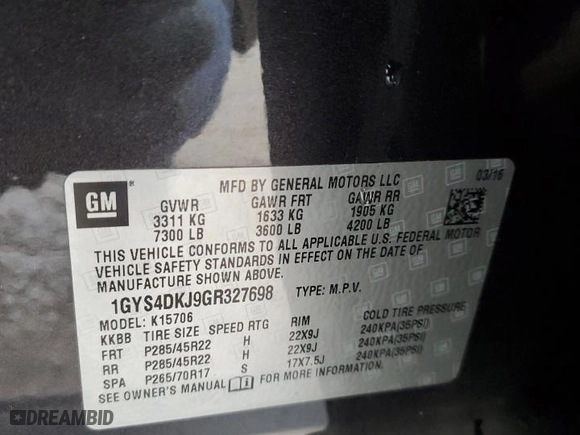 GM
MFD BY GENERAL MOTORS LLC 03/16
GVWR GAWR FRT GAWR RR
3311 KG 1633 KG 1905 KG
7300 LB 3600 LB 4200 LB
THIS VEHICLE CONFORMS TO ALL APPLICABLE U.S. FEDERAL MOTOR
VEHICLE SAFETY STANDARDS IN EFFECT ON THE DATE OF
MANUFACTURE SHOWN ABOVE.
1GYS4DKJ9GR327698 TYPE: M.P.V.
MODEL: K15706
KKBB TIRE SIZE SPEED RTG RIM COLD TIRE PRESSURE
FRT P285/45R22 H 22X9J 240KPA(35PSI)
RR P285/45R22 H 22X9J 240KPA(35PSI)
SPA P265/70R17 S 17X7.5J 240KPA(35PSI)
SEE OWNER'S MANUAL FOR MORE INFORMATION.
DREAMBID